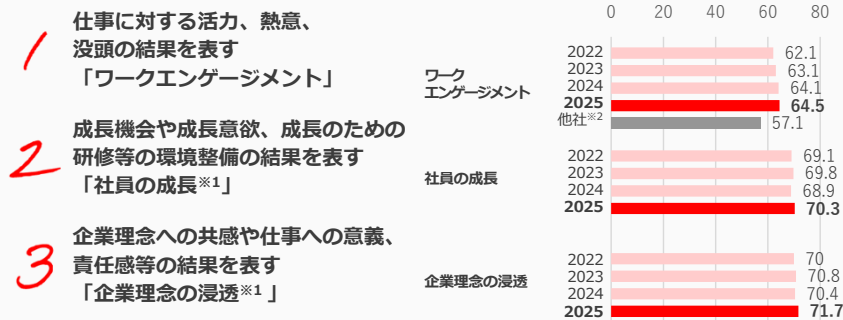 1
仕事に対する活力、熱意、
没頭の結果を表す
「ワークエンゲージメント」
2
成長機会や成長意欲、成長のための
研修等の環境整備の結果を表す
「社員の成長※1」
3
企業理念への共感や仕事への意義、
責任感等の結果を表す
「企業理念の浸透※1 」
0 20 40 60 80
ワーク
エンゲージメント
2022 62.1
2023 63.1
2024 64.1
2025 64.5
他社※2 57.1
社員の成長
2022 69.1
2023 69.8
2024 68.9
2025 70.3
企業理念の浸透
2022 70
2023 70.8
2024 70.4
2025 71.7